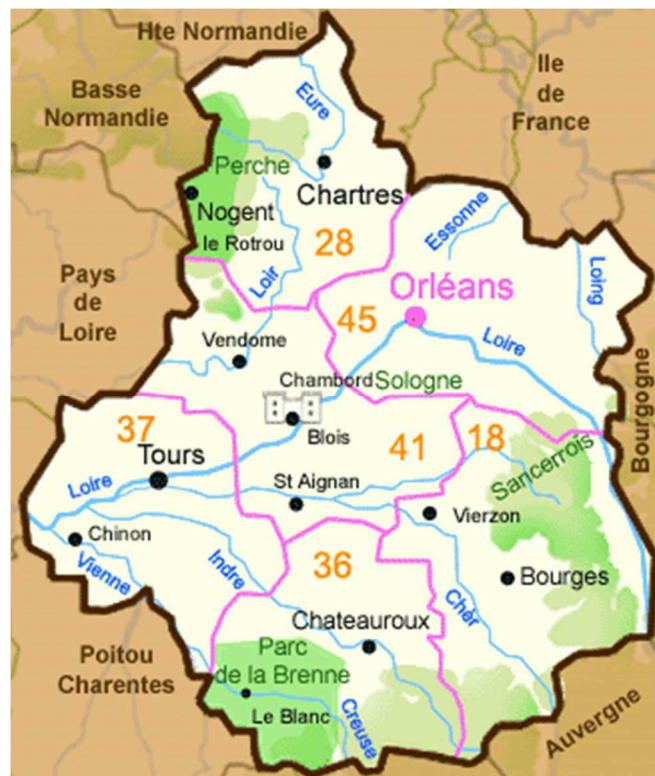 Hte Normandie
Ile
de
France
Basse
Normandie
Eure
Perche
Chartres
Nogent
le Rotrou
28
Essonne
Loing
Pays
de
Loire
Loir
Orléans
45
Vendome
Loire
Chambord
Sologne
Bourgogne
37
Blois
41
18
Tours
Sancerrois
Loire
St Aignan
Vierzon
Chinon
Vienne
Indre
36
Bourges
Chèr
Chateauroux
Poitou
Charentes
Parc
de la Brenne
Le Blanc
Creuse
Auvergne